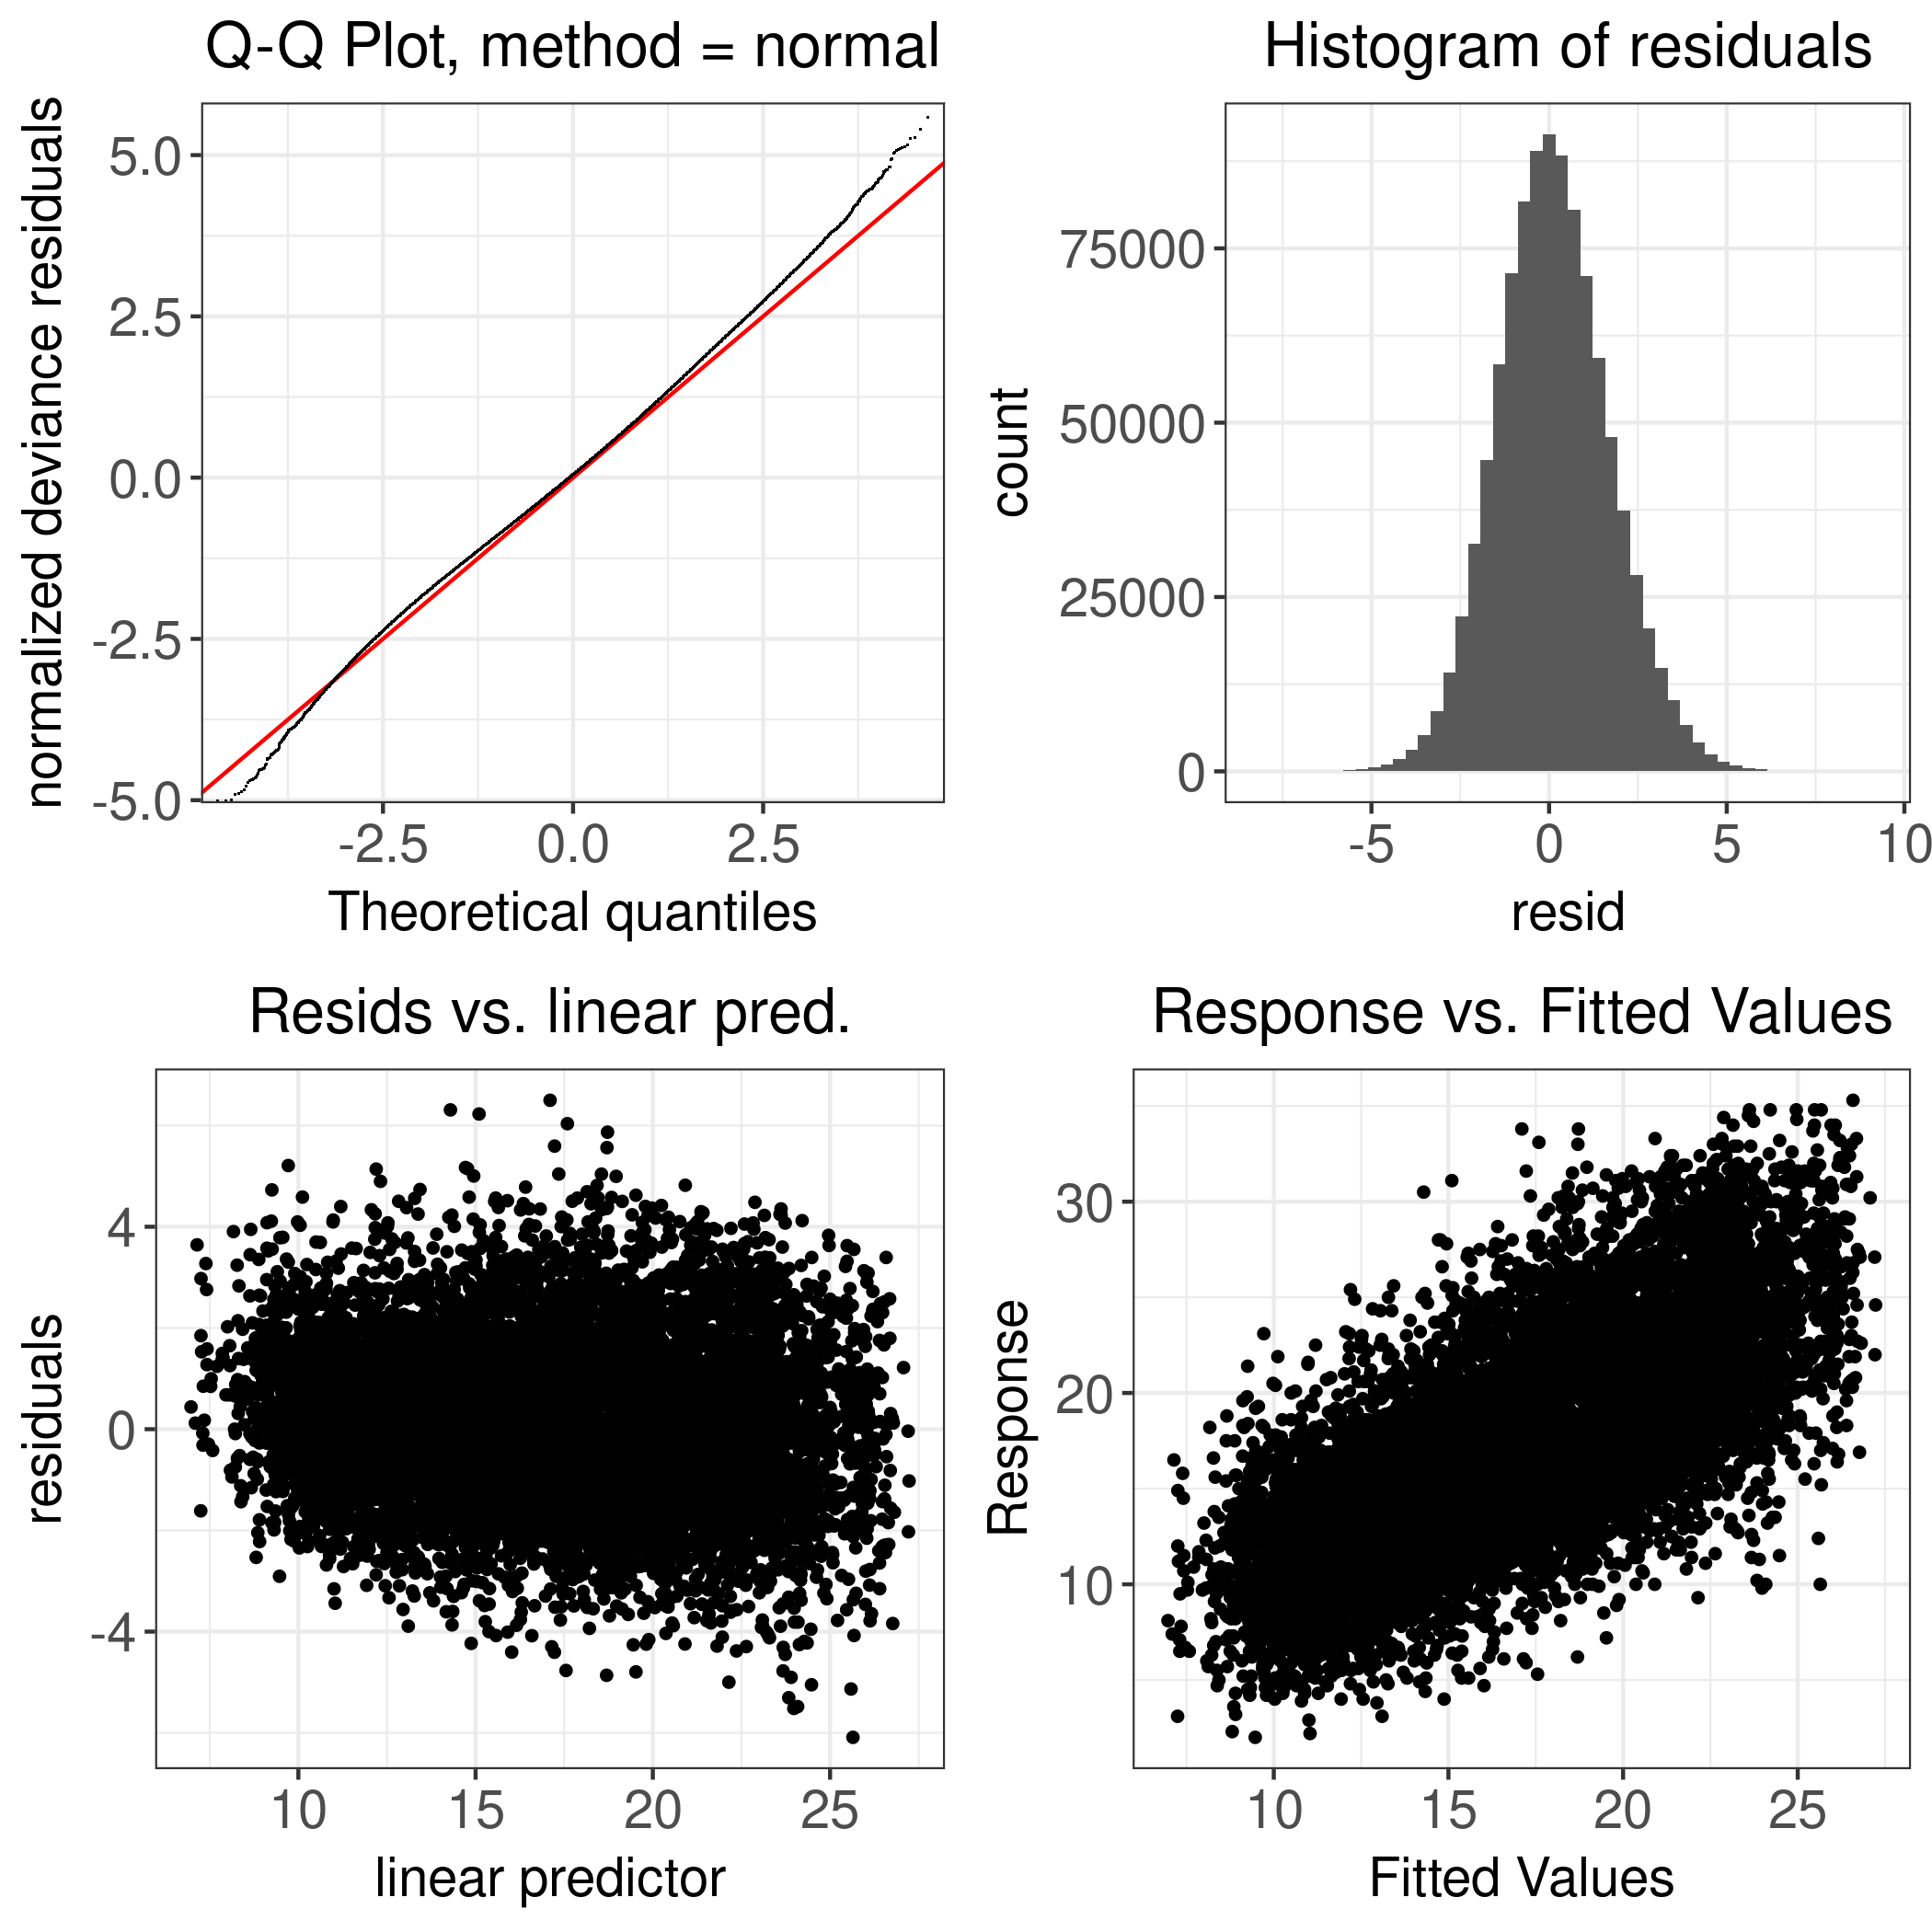 Q-Q Plot, method = normal
normalized deviance residuals
5.0
2.5
0.0
-2.5
-5.0
-2.5 0.0 2.5
Theoretical quantiles
Histogram of residuals
count
75000
50000
25000
0
-5 0 5 10
resid
Resids vs. linear pred.
residuals
4
0
-4
10 15 20 25
linear predictor
Response vs. Fitted Values
Response
30
20
10
10 15 20 25
Fitted Values